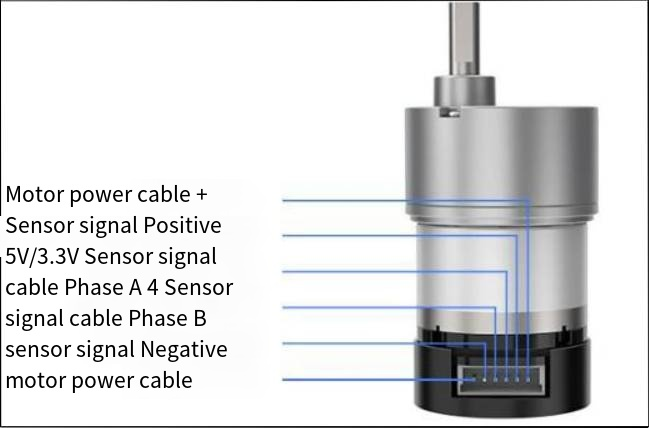 Motor power cable +
Sensor signal Positive
5V/3.3V Sensor signal
cable Phase A 4 Sensor
signal cable Phase B
sensor signal Negative
motor power cable